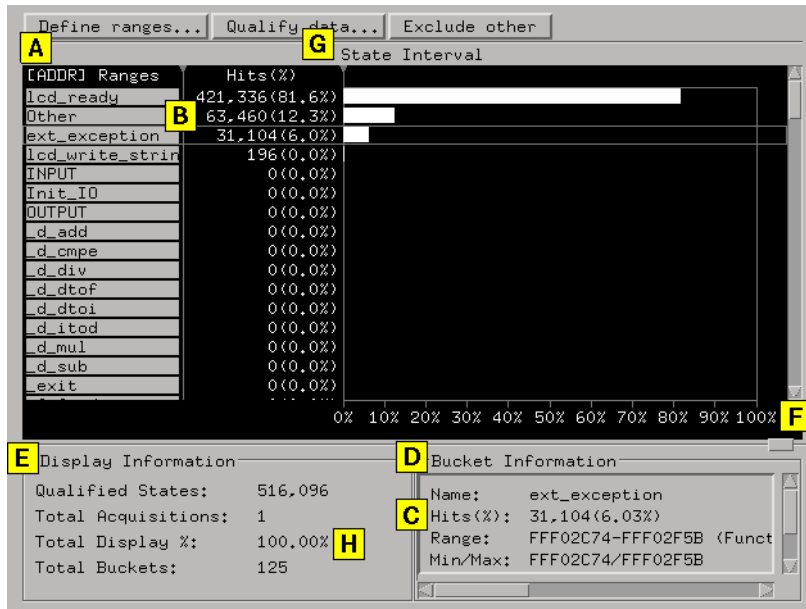 Define ranges... Qualify data... Exclude other
A G
State Interval
[ADDR] Ranges Hits(%)
lcd_ready 421,336(81.6%)
Other B 63,460(12.3%)
ext_exception 31,104(6.0%)
lcd_write_strin 196(0.0%)
INPUT 0(0.0%)
Init_IO 0(0.0%)
OUTPUT 0(0.0%)
_d_add 0(0.0%)
_d_cmpe 0(0.0%)
_d_div 0(0.0%)
_d_dtof 0(0.0%)
_d_dtoi 0(0.0%)
_d_itod 0(0.0%)
_d_mul 0(0.0%)
_d_sub 0(0.0%)
_exit 0(0.0%)
0% 10% 20% 30% 40% 50% 60% 70% 80% 90% 100% F
E Display Information
Qualified States: 516,096
Total Acquisitions: 1
Total Display %: 100.00% H
Total Buckets: 125
D Bucket Information
Name: ext_exception
C Hits(%): 31,104(6.03%)
Range: FFF02C74-FFF02F5B (Funct
Min/Max: FFF02C74/FFF02F5B